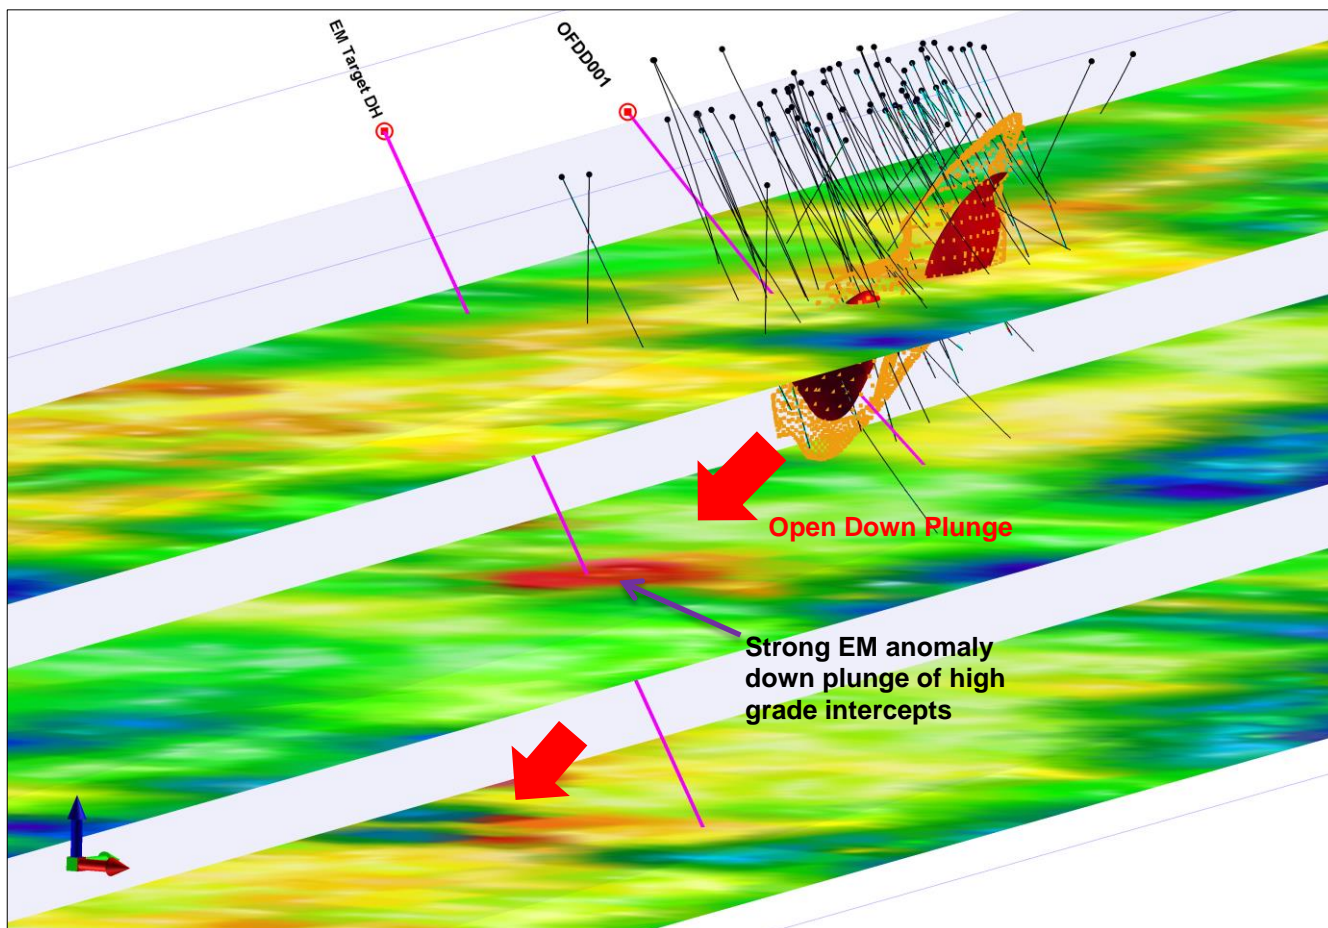 EM Target DH
OFDD001
Open Down Plunge
Strong EM anomaly
down plunge of high
grade intercepts